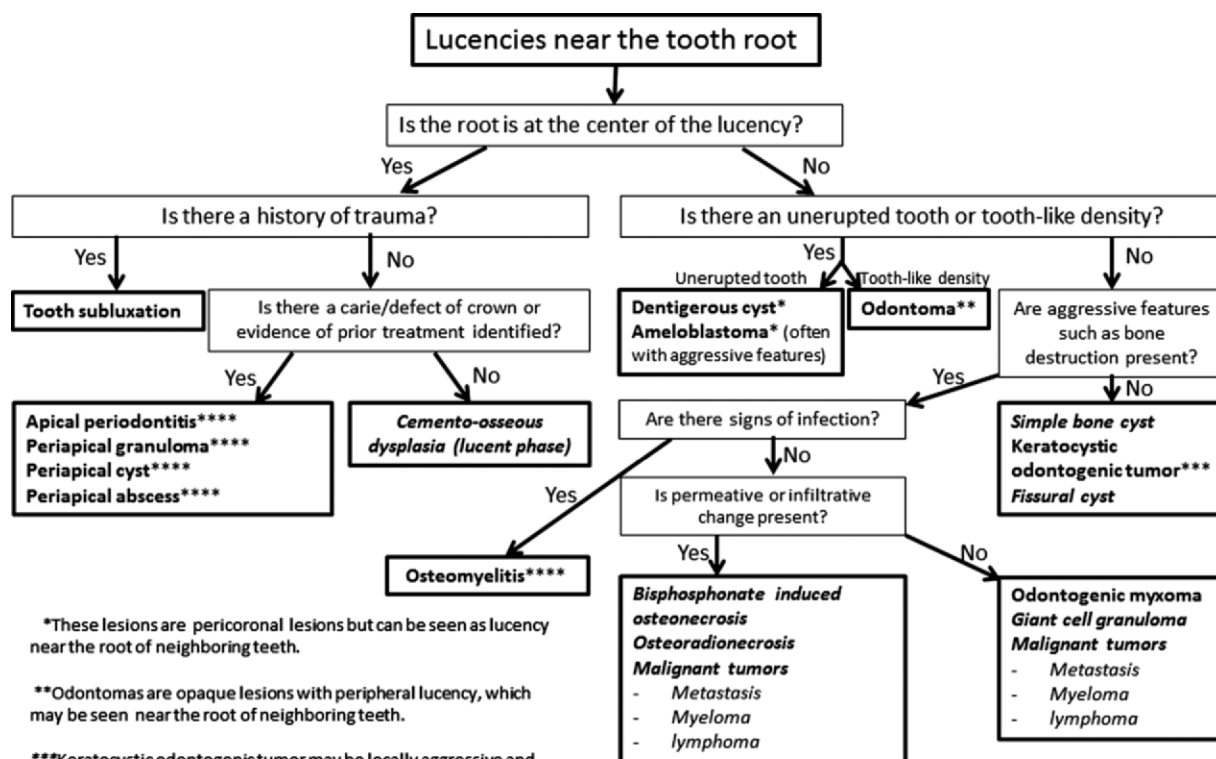 Lucencies near the tooth root
Is the root is at the center of the lucency?
Yes
No
Is there a history of trauma?
Is there an unerupted tooth or tooth-like density?
Yes
No
Yes
No
Unerupted tooth
Tooth-like density
Tooth subluxation
Is there a carie/defect of crown or
evidence of prior treatment identified?
Dentigerous cyst*
Ameloblastoma* (often
with aggressive features)
Odontoma**
Are aggressive features
such as bone
destruction present?
Yes
No
Yes
No
Apical periodontitis****
Periapical granuloma****
Periapical cyst****
Periapical abscess****
Cemento-osseous
dysplasia (lucent phase)
Are there signs of infection?
Simple bone cyst
Keratocystic
odontogenic tumor***
Fissural cyst
Yes
No
Is permeative or infiltrative
change present?
Osteomyelitis****
Yes
No
Bisphosphonate induced
osteonecrosis
Osteoradionecrosis
Malignant tumors
- Metastasis
- Myeloma
- lymphoma
Odontogenic myxoma
Giant cell granuloma
Malignant tumors
- Metastasis
- Myeloma
- lymphoma
*These lesions are pericoronal lesions but can be seen as lucency
near the root of neighboring teeth.
**Odontomas are opaque lesions with peripheral lucency, which
may be seen near the root of neighboring teeth.
***Keratocystic odontogenis tumor may be locally aggressive and